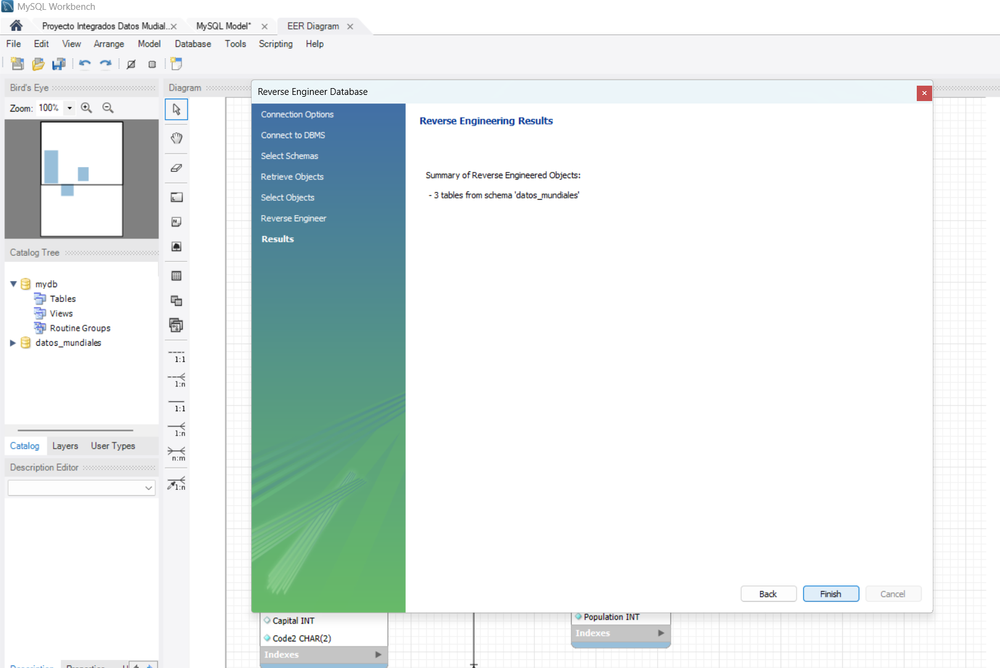 MySQL Workbench
Proyecto Integrados Datos Mudial..
MySQL Model*
EER Diagram
File Edit View Arrange Model Database Tools Scripting Help
Bird's Eye
Diagram
Zoom: 100%
Reverse Engineer Database
Connection Options
Connect to DBMS
Select Schemas
Retrieve Objects
Select Objects
Reverse Engineer
Results
Reverse Engineering Results
Summary of Reverse Engineered Objects:
- 3 tables from schema 'datos_mundiales'
Catalog Tree
mydb
Tables
Views
Routine Groups
datos_mundiales
1:1
1:n
1:1
1:n
n:m
1:n
Catalog Layers User Types
Description Editor
Back Finish Cancel
Capital INT
Code2 CHAR(2)
Indexes
Population INT
Indexes
Description Properties